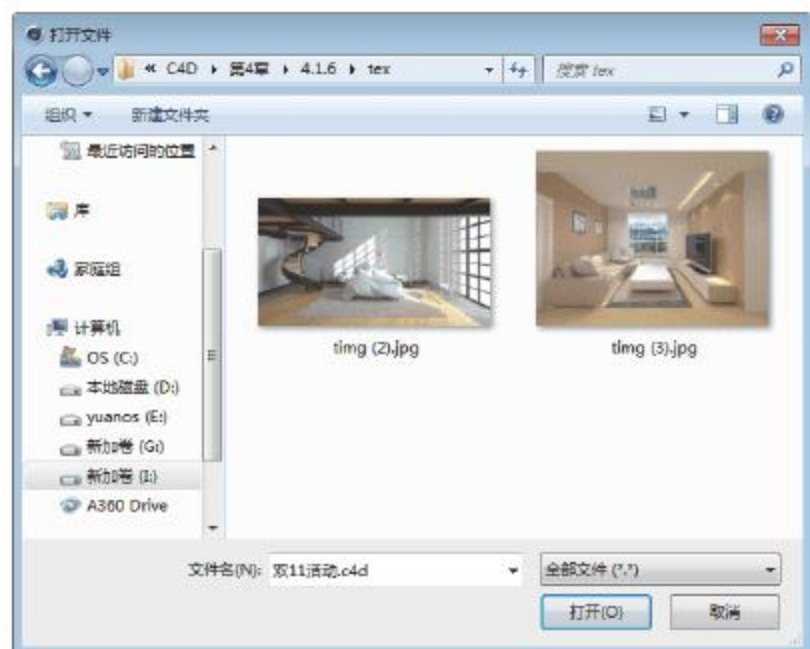 打开文件
« C4D ▸ 第4章 ▸ 4.1.6 ▸ tex
搜索 tex
组织 新建文件夹
最近访问的位置
库
家庭组
计算机
OS (C:)
本地磁盘 (D:)
yuanos (E:)
新加卷 (G:)
新加卷 (I:)
A360 Drive
timg (2).jpg
timg (3).jpg
文件名(N): 双11活动.c4d
全部文件 (*.*)
打开(O) 取消